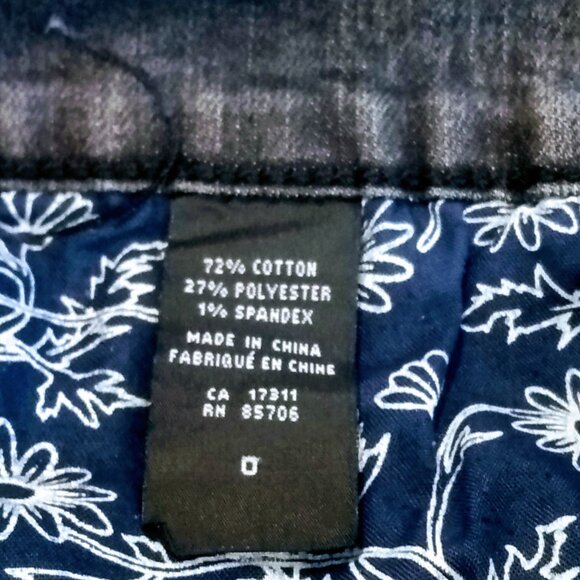 72% COTTON
27% POLYESTER
1% SPANDEX
MADE IN CHINA
FABRIQUÉ EN CHINE
CA 17311
RN 85706
0